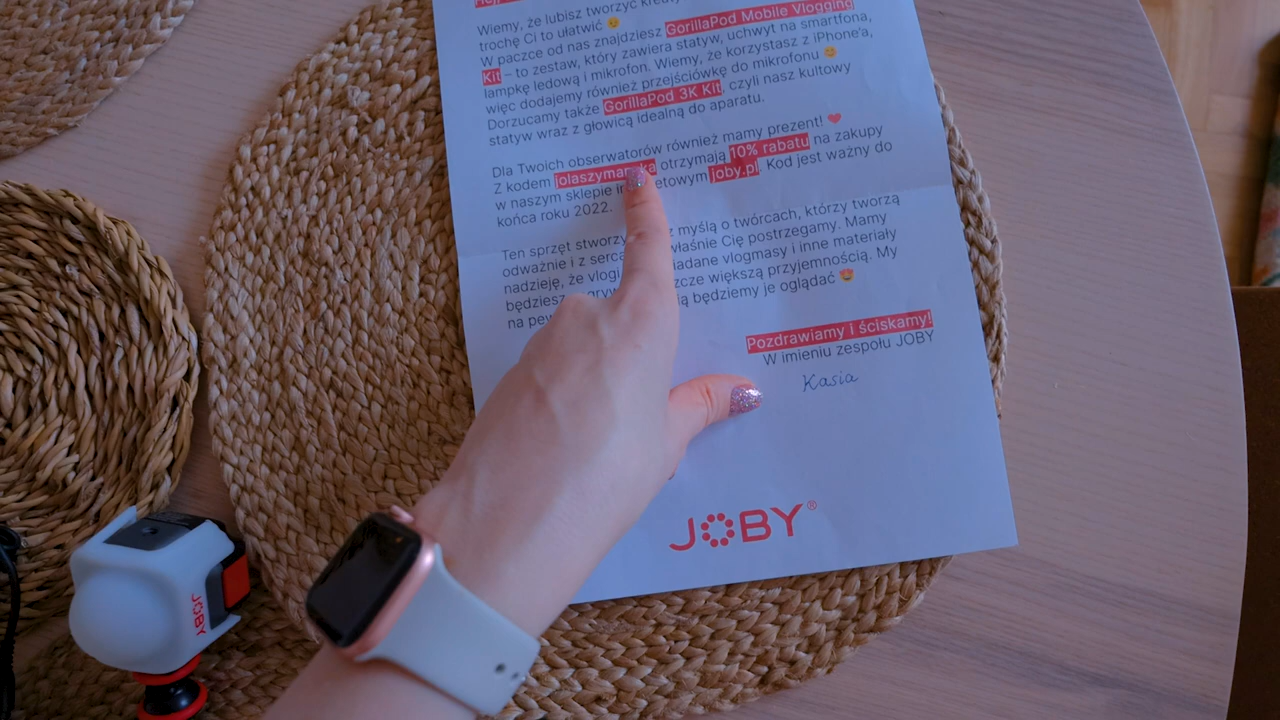 Wiemy, że lubisz tworzyć
trochę Ci to ułatwić 😉
W paczce od nas znajdziesz GorillaPod Mobile Vlogging
Kit – to zestaw, który zawiera statyw, uchwyt na smartfona,
lampkę ledową i mikrofon. Wiemy, że korzystasz z iPhone'a,
więc dodajemy również przejściówkę do mikrofonu 😊
Dorzucamy także GorillaPod 3K Kit, czyli nasz kultowy
statyw wraz z głowicą idealną do aparatu.
Dla Twoich obserwatorów również mamy prezent! ❤️
Z kodem otrzymają 10% rabatu na zakupy
w naszym sklepie joby.pl. Kod jest ważny do
końca roku 2022.
Ten sprzęt z myślą o twórcach, którzy tworzą
odważnie i z właśnie Cię postrzegamy. Mamy
nadzieję, że vlogmasy i inne materiały
będziesz większą przyjemnością. My
na będziemy je oglądać 😍
Pozdrawiamy i ściskamy!
W imieniu zespołu JOBY
Kasia
JOBY®
JOBY